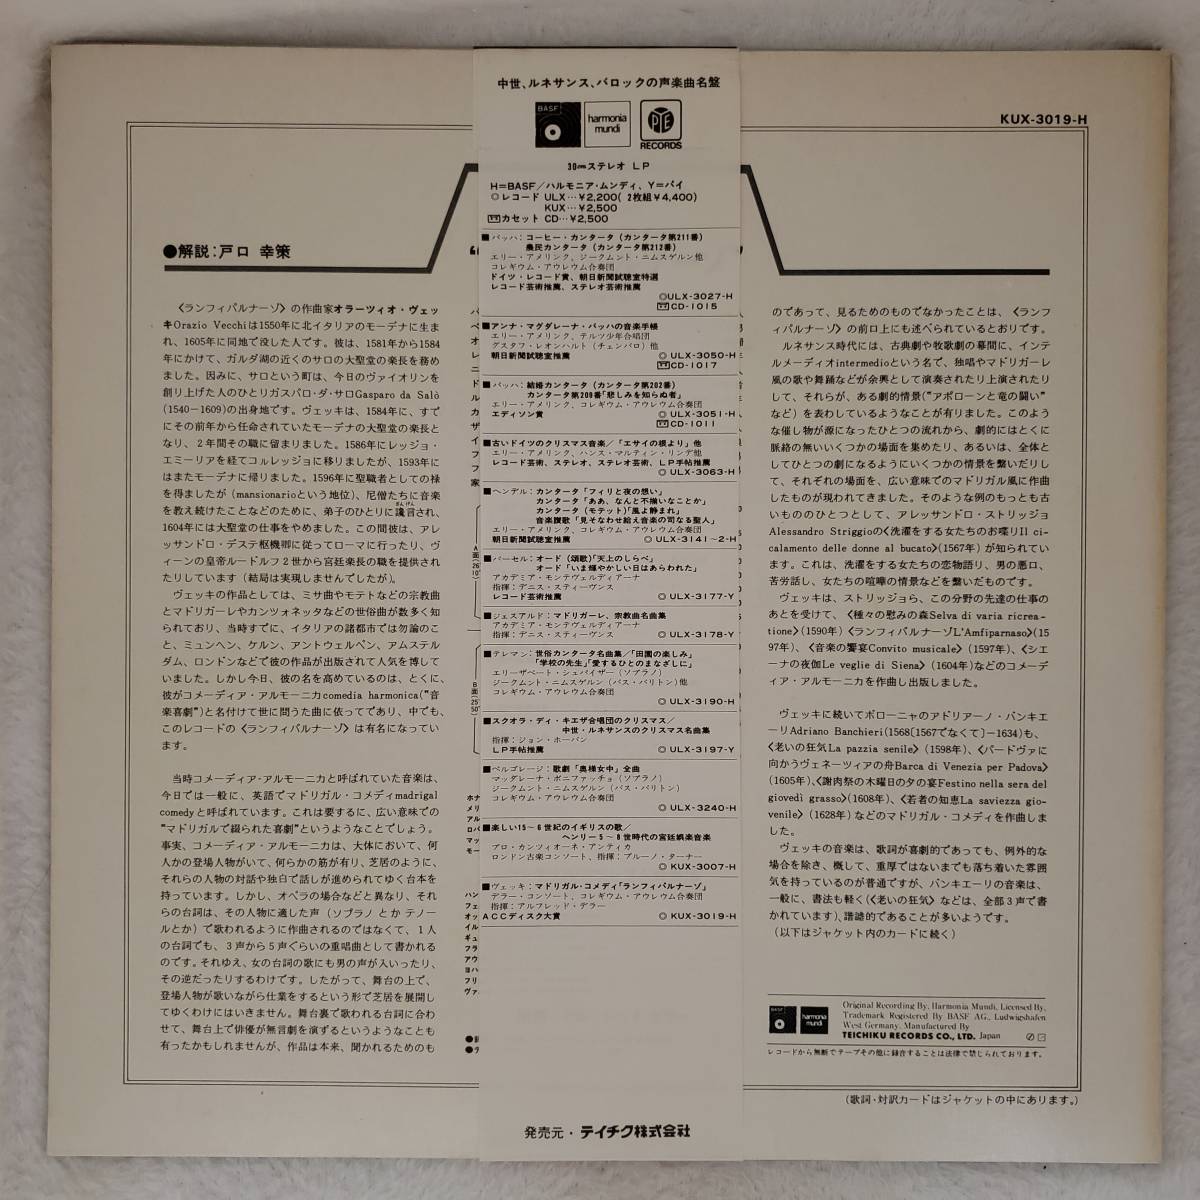 KUX-3019-H
●解説:戸口 幸策
〈ランフィパルナーゾ〉の作曲家オラーツィオ・ヴェッ
キOrazio Vecchiは1550年に北イタリアのモーデナに生ま
れ、1605年に同地で没した人です。彼は、1581年から1584
年にかけて、ガルダ湖の近くのサロの大聖堂の楽長を務め
ました。因みに、サロという町は、今日のヴァイオリンを
創り上げた人のひとりガスパロ・ダ・サロGasparo da Salò
(1540-1609)の出身地です。ヴェッキは、1584年に、すで
にその前年から任命されていたモーデナの大聖堂の楽長と
なり、2年間その職に留まりました。1586年にレッジョ・
エミーリアを経てコルレッジョに移りましたが、1593年に
はまたモーデナに帰りました。1596年に聖職者としての禄
を得ましたが(mansionarioという地位)、尼僧たちに音楽
を教え続けたことなどのために、弟子のひとりに讒言され、
1604年には大聖堂の仕事をやめました。この間彼は、アレ
ッサンドロ・デステ枢機卿に従ってローマに行ったり、ヴ
ィーンの皇帝ルードルフ2世から宮廷楽長の職を提供され
たりしています(結局は実現しませんでしたが)。
ヴェッキの作品としては、ミサ曲やモテトなどの宗教曲
とマドリガーレやカンツォネッタなどの世俗曲が数多く知
られており、当時すでに、イタリアの諸都市では勿論のこ
と、ミュンヘン、ケルン、アントウェルペン、アムステル
ダム、ロンドンなどで彼の作品が出版されて人気を博して
いました。しかし今日、彼の名を高めているのは、とくに、
彼がコメーディア・アルモーニカcomedia harmonica("音
楽喜劇")と名付けて世に問うた曲に依ってであり、中でも、
このレコードの〈ランフィパルナーゾ〉は有名になってい
ます。
当時コメーディア・アルモーニカと呼ばれていた音楽は、
今日では一般に、英語でマドリガル・コメディmadrigal
comedyと呼ばれています。これは要するに、広い意味での
"マドリガルで綴られた喜劇"というようなことでしょう。
事実、コメーディア・アルモーニカは、大体において、何
人かの登場人物がいて、何らかの筋が有り、芝居のように、
それらの人物の対話や独白で話しが進められてゆく台本を
持っています。しかし、オペラの場合などと異なり、それ
らの台詞は、その人物に適した声(ソプラノ とか テノー
ルとか)で歌われるように作曲されるのではなくて、1人
の台詞でも、3声から5声ぐらいの重唱曲として書かれる
のです。それゆえ、女の台詞の歌にも男の声が入いったり、
その逆だったりするわけです。したがって、舞台の上で、
登場人物が歌いながら仕業をするという形で芝居を展開し
てゆくわけにはいきません。舞台裏で歌われる台詞に合わ
せて、舞台上で俳優が無言劇を演ずるというようなことも
有ったかもしれませんが、作品は本来、聞かれるためのも
中世、ルネサンス、バロックの声楽曲名盤
BASF
harmonia mundi
PYE
RECORDS
30cmステレオ LP
H=BASF/ハルモニア・ムンディ、Y=パイ
◎レコード ULX…¥2,200(2枚組¥4,400)
KUX…¥2,500
カセット CD…¥2,500
■バッハ:コーヒー・カンタータ(カンタータ第211番)
農民カンタータ(カンタータ第212番)
エリー・アメリンク、ジークムント・ニムスゲルン他
コレギウム・アウレウム合奏団
ドイツ・レコード賞、朝日新聞試聴室特選
レコード芸術推薦、ステレオ芸術推薦
◎ULX-3027-H
CD-1015
■アンナ・マグダレーナ・バッハの音楽手帳
エリー・アメリンク、テルツ少年合唱団
グスタフ・レオンハルト(チェンバロ)他
朝日新聞試聴室推薦 ◎ULX-3050-H
CD-1017
■バッハ:結婚カンタータ(カンタータ第202番)
カンタータ第209番「悲しみを知らぬ者」
エリー・アメリンク、コレギウム・アウレウム合奏団
エディソン賞 ◎ULX-3051-H
CD-1011
■古いドイツのクリスマス音楽/「エサイの根より」他
エリー・アメリンク、ハンス・マルティン・リンデ他
レコード芸術、ステレオ、ステレオ芸術、LP手帖推薦
◎ULX-3063-H
■ヘンデル:カンタータ「フィリと夜の想い」
カンタータ「ああ、なんと不揃いなことか」
カンタータ(モテット)「風よ静まれ」
音楽讃歌「見そなわせ給え音楽の司なる聖人」
エリー・アメリンク、コレギウム・アウレウム合奏団
朝日新聞試聴室推薦 ◎ULX-3141~2-H
■パーセル:オード(頌歌)「天上のしらべ」
オード「いま輝やかしい日はあらわれた」
アカデミア・モンテヴェルディアーナ
指揮:デニス・スティーヴンス
レコード芸術推薦 ◎ULX-3177-Y
■ジェスアルド:マドリガーレ、宗教曲名曲集
アカデミア・モンテヴェルディアーナ
指揮:デニス・スティーヴンス ◎ULX-3178-Y
■テレマン:世俗カンタータ名曲集/「田園の楽しみ」
「学校の先生」「愛するひとのまなざしに」
エリーザベート・シュパイザー(ソプラノ)
ジークムント・ニムスゲルン(バス・バリトン)他
コレギウム・アウレウム合奏団
◎ULX-3190-H
■スクオラ・ディ・キエザ合唱団のクリスマス/
中世・ルネサンスのクリスマス名曲集
指揮:ジョン・ホーバン
LP手帖推薦 ◎ULX-3197-Y
■ペルゴレージ:歌劇「奥様女中」全曲
マッダレーナ・ボニファッチョ(ソプラノ)
ジークムント・ニムスゲルン(バス・バリトン)
コレギウム・アウレウム合奏団
◎ULX-3240-H
■楽しい15~6世紀のイギリスの歌/
ヘンリー5~8世時代の宮廷娯楽音楽
プロ・カンツィオーネ・アンティカ
ロンドン古楽コンソート、指揮:ブルーノ・ターナー
◎KUX-3007-H
■ヴェッキ:マドリガル・コメディ「ランフィパルナーゾ」
デラー・コンソート、コレギウム・アウレウム合奏団
指揮:アルフレッド・デラー
ACCディスク大賞 ◎KUX-3019-H
発売元・テイチク株式会社
のであって、見るためのものでなかったことは、〈ランフ
ィパルナーゾ〉の前口上にも述べられているとおりです。
ルネサンス時代には、古典劇や牧歌劇の幕間に、インテ
ルメーディオintermedioという名で、独唱やマドリガーレ
風の歌や舞踊などが余興として演奏されたり上演されたり
して、それらが、ある劇的情景("アポローンと竜の闘い"
など)を表わしているようなことが有りました。このよう
な催し物が源になったひとつの流れから、劇的にはとくに
脈絡の無いいくつかの場面を集めたり、あるいは、全体と
してひとつの劇になるようにいくつかの情景を繋いだりし
て、それぞれの場面を、広い意味でのマドリガル風に作曲
したものが現われてきました。そのような例のもっとも古
いもののひとつとして、アレッサンドロ・ストリッジョ
Alessandro Striggioの〈洗濯をする女たちのお喋りIl ci-
calamento delle donne al bucato〉(1567年)が知られてい
ます。これは、洗濯をする女たちの恋物語り、男の悪口、
苦労話し、女たちの喧嘩の情景などを繋いだものです。
ヴェッキは、ストリッジョら、この分野の先達の仕事の
あとを受けて、〈種々の慰みの森Selva di varia ricrea-
tione〉(1590年)〈ランフィパルナーゾL'Amfiparnaso〉(15
97年)、〈音楽の饗宴Convito musicale〉(1597年)、〈シエ
ーナの夜伽Le veglie di Siena〉(1604年)などのコメーデ
ィア・アルモーニカを作曲し出版しました。
ヴェッキに続いてボローニャのアドリアーノ・バンキエ
ーリAdriano Banchieri(1568[1567でなくて]-1634)も、
〈老いの狂気La pazzia senile〉(1598年)、〈パードヴァに
向かうヴェネーツィアの舟Barca di Venezia per Padova〉
(1605年)、〈謝肉祭の木曜日の夕の宴Festino nella sera del
giovedì grasso〉(1608年)、〈若者の知恵La saviezza gio-
venile〉(1628年)などのマドリガル・コメディを作曲しま
した。
ヴェッキの音楽は、歌詞が喜劇的であっても、例外的な
場合を除き、概して、重厚ではないまでも落ち着いた雰囲
気を持っているのが普通ですが、バンキエーリの音楽は、
一般に、書法も軽く(〈老いの狂気〉などは、全部3声で書
かれています)、諧謔的であることが多いようです。
(以下はジャケット内のカードに続く)
BASF
harmonia mundi
Original Recording By, Harmonia Mundi, Licensed By,
Trademark Registered By BASF AG., Ludwigshafen
West Germany. Manufactured By
TEICHIKU RECORDS CO., LTD. Japan
レコードから無断でテープその他に録音することは法律で禁じられております。
(歌詞・対訳カードはジャケットの中にあります。)